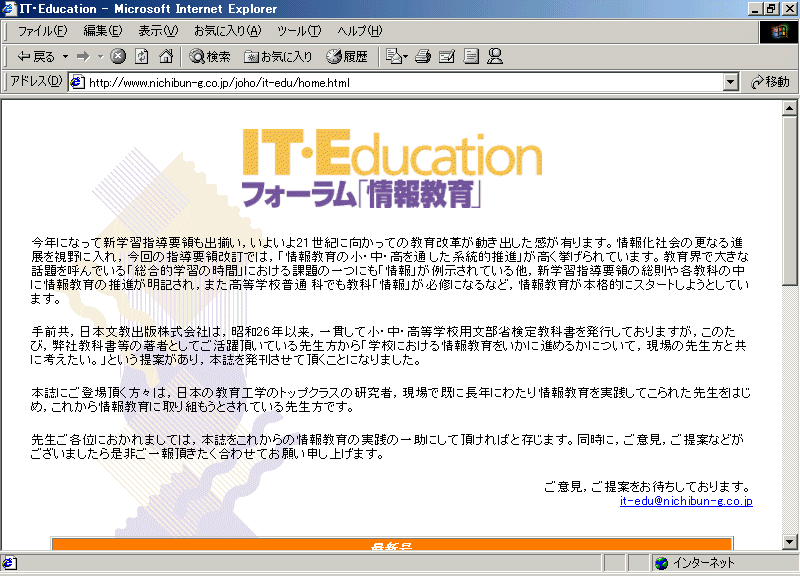 IT・Education - Microsoft Internet Explorer
ファイル(F) 編集(E) 表示(V) お気に入り(A) ツール(T) ヘルプ(H)
戻る 検索 お気に入り 履歴
アドレス(D) http://www.nichibun-g.co.jp/joho/it-edu/home.html 移動
IT・Education
フォーラム「情報教育」
今年になって新学習指導要領も出揃い，いよいよ21世紀に向かっての教育改革が動き出した感が有ります。情報化社会の更なる進
展を視野に入れ，今回の指導要領改訂では，「情報教育の小・中・高を通した系統的推進」が高く挙げられています。教育界で大きな
話題を呼んでいる「総合的学習の時間」における課題の一つにも「情報」が例示されている他，新学習指導要領の総則や各教科の中
に情報教育の推進が明記され，また高等学校普通 科でも教科「情報」が必修になるなど，情報教育が本格的にスタートしようとしてい
ます。
手前共，日本文教出版株式会社は，昭和26年以来，一貫して小・中・高等学校用文部省検定教科書を発行しておりますが，このた
び，弊社教科書等の著者としてご活躍頂いている先生方から「学校における情報教育をいかに進めるかについて，現場の先生方と共
に考えたい。」という提案があり，本誌を発刊させて頂くことになりました。
本誌にご登場頂く方々は，日本の教育工学のトップクラスの研究者，現場で既に長年にわたり情報教育を実践してこられた先生をはじ
め，これから情報教育に取り組もうとされている先生方です。
先生ご各位におかれましては，本誌をこれからの情報教育の実践の一助にして頂ければと存じます。同時に，ご意見，ご提案などが
ございましたら是非ご一報頂きたく合わせてお願い申し上げます。
ご意見，ご提案をお待ちしております。
it-edu@nichibun-g.co.jp
最新号
インターネット